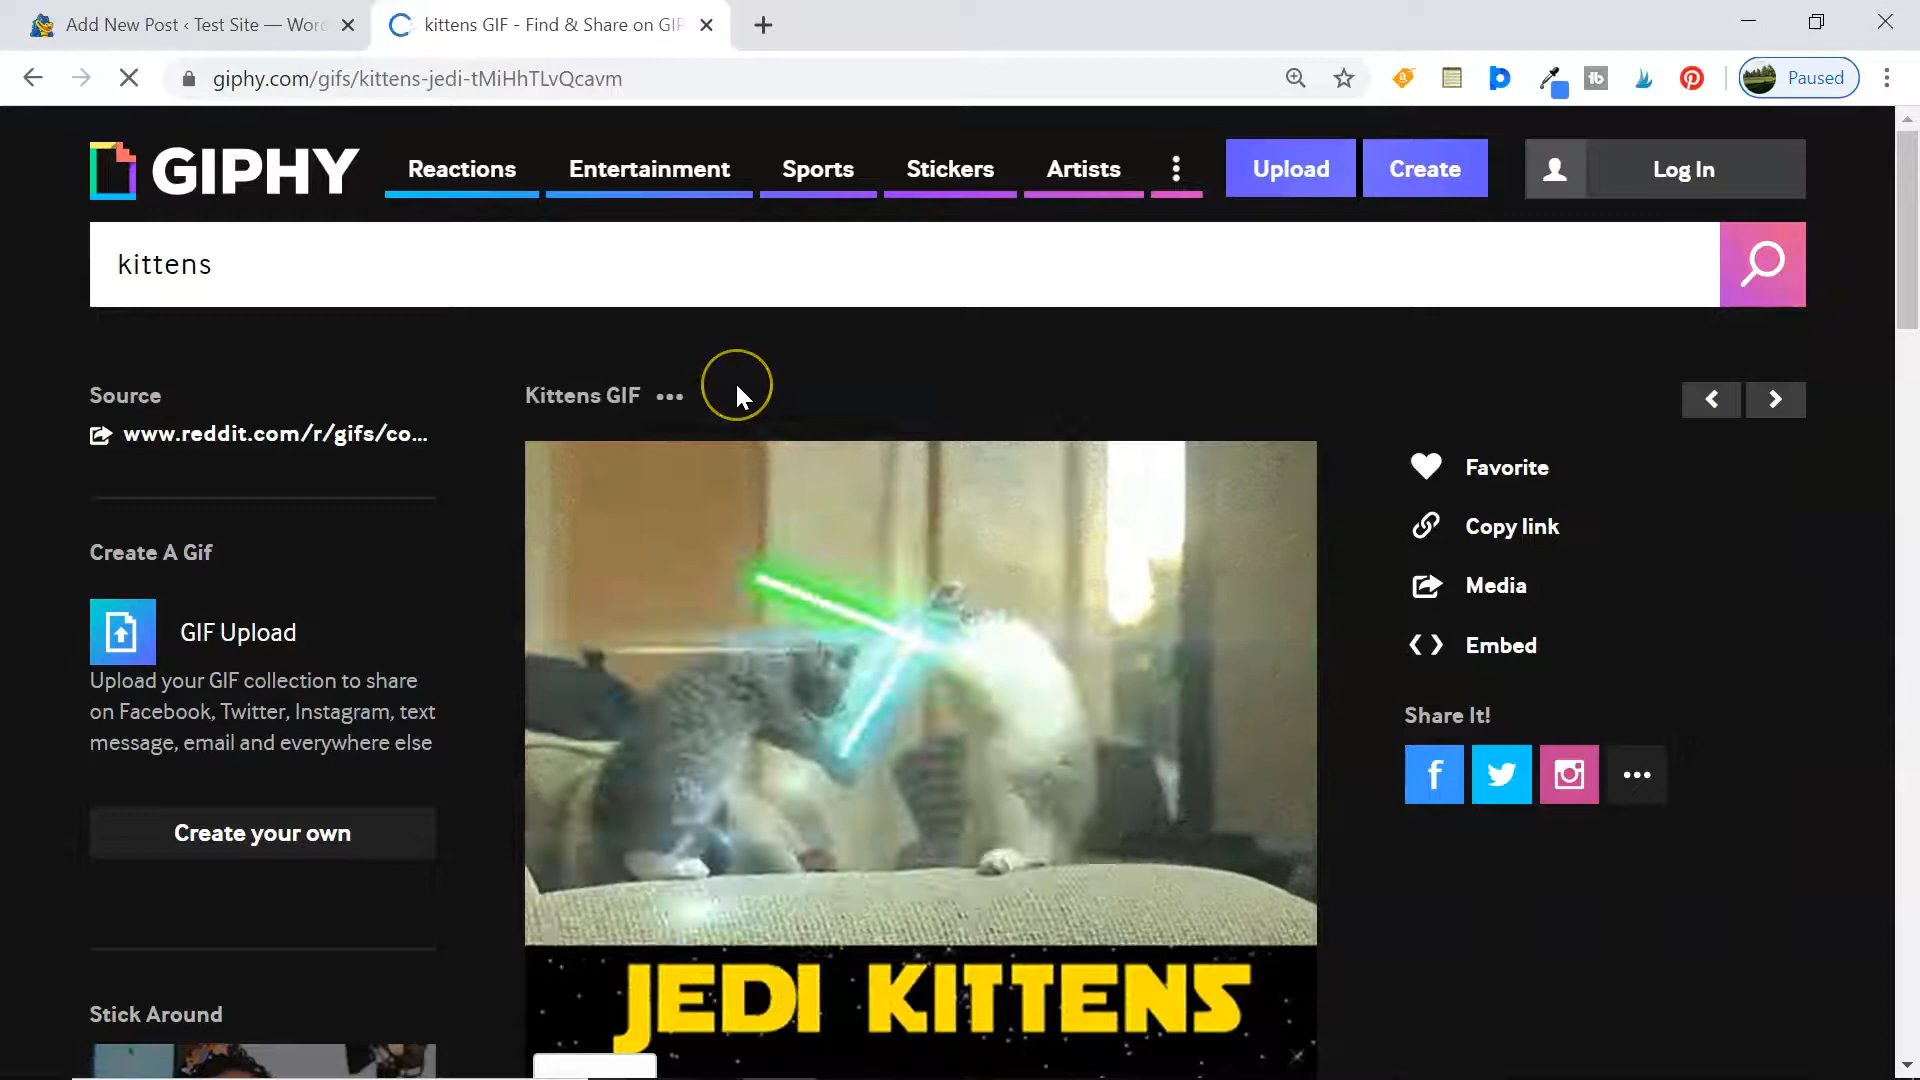 Add New Post ‹ Test Site — Wor
kittens GIF - Find & Share on GIP
giphy.com/gifs/kittens-jedi-tMiHhTLvQcavm
Paused
GIPHY
Reactions
Entertainment
Sports
Stickers
Artists
Upload
Create
Log In
kittens
Source
www.reddit.com/r/gifs/co...
Create A Gif
GIF Upload
Upload your GIF collection to share
on Facebook, Twitter, Instagram, text
message, email and everywhere else
Create your own
Stick Around
Kittens GIF
JEDI KITTENS
Favorite
Copy link
Media
Embed
Share It!